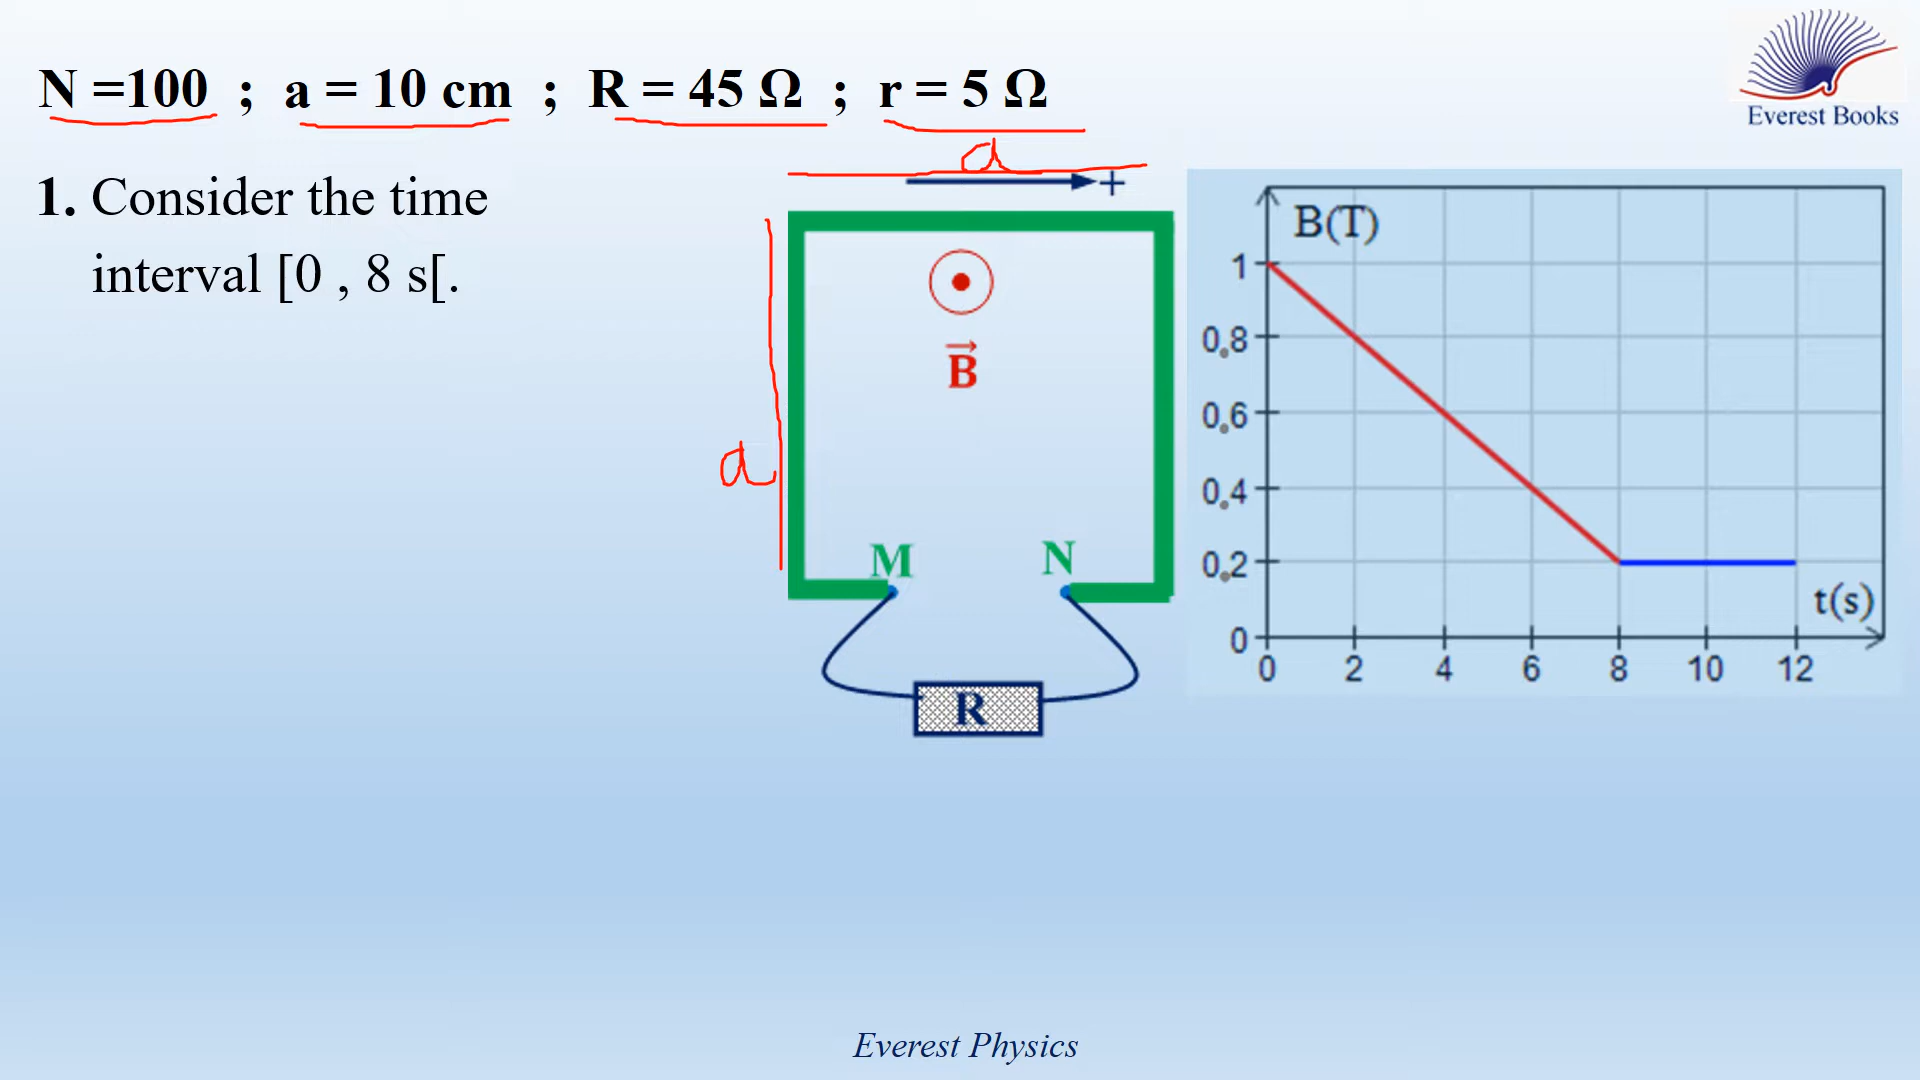 N =100 ; a = 10 cm ; R = 45 Ω ; r = 5 Ω
Everest Books
1. Consider the time
interval [0 , 8 s[.
a
+
B
a
M N
R
B(T)
1
0.8
0.6
0.4
0.2
0
t(s)
0 2 4 6 8 10 12
Everest Physics